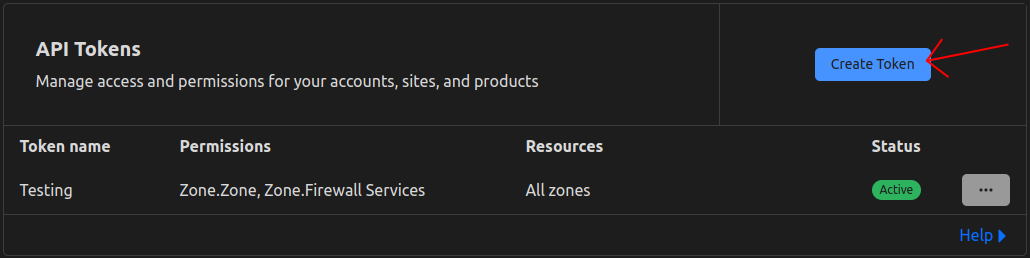 API Tokens
Manage access and permissions for your accounts, sites, and products
Create Token
Token name Permissions Resources Status
Testing Zone.Zone, Zone.Firewall Services All zones Active ...
Help